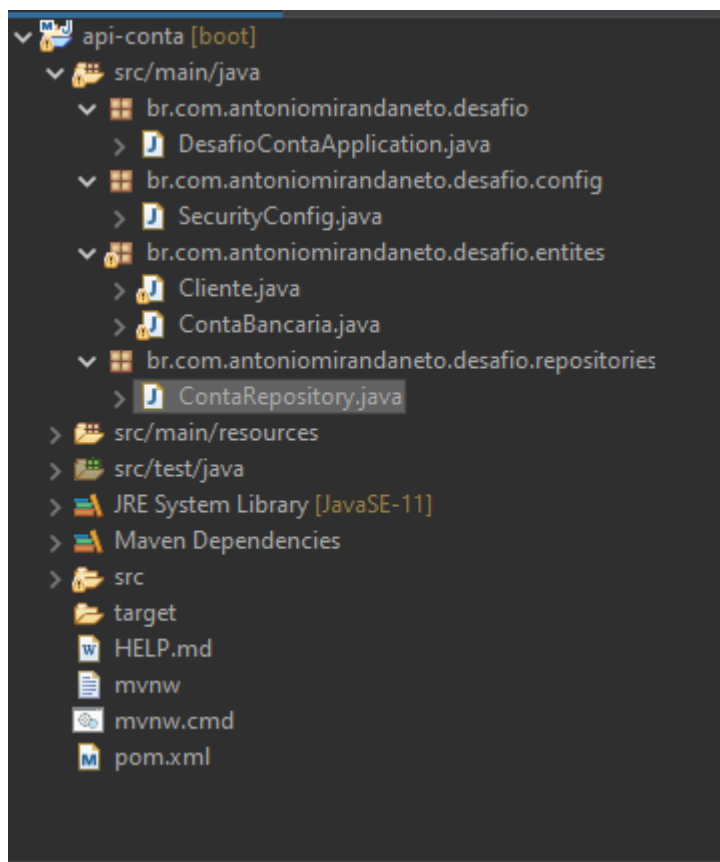 api-conta [boot]
src/main/java
br.com.antoniomirandaneto.desafio
DesafioContaApplication.java
br.com.antoniomirandaneto.desafio.config
SecurityConfig.java
br.com.antoniomirandaneto.desafio.entites
Cliente.java
ContaBancaria.java
br.com.antoniomirandaneto.desafio.repositories
ContaRepository.java
src/main/resources
src/test/java
JRE System Library [JavaSE-11]
Maven Dependencies
src
target
HELP.md
mvnw
mvnw.cmd
pom.xml